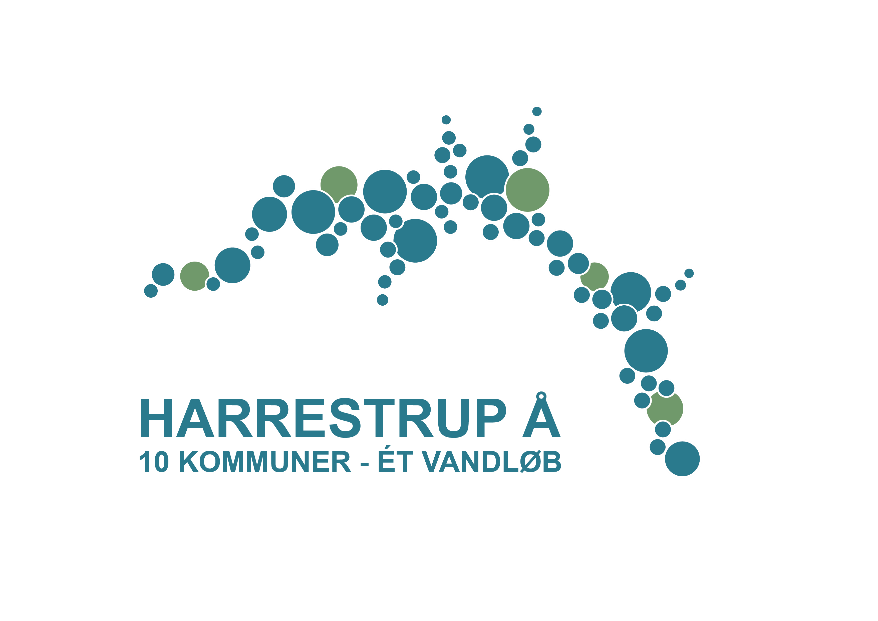 HARRESTRUP Å
10 KOMMUNER - ÉT VANDLØB